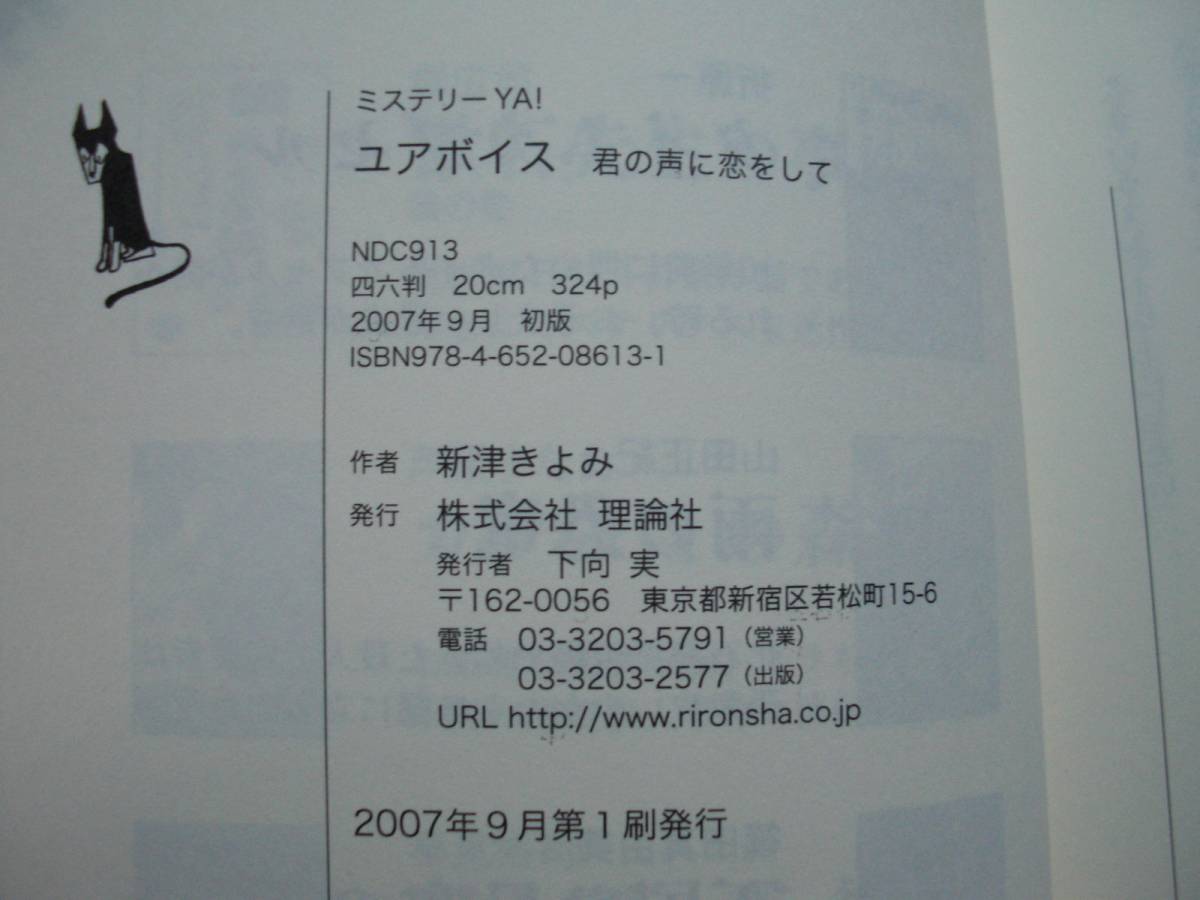 ミステリーYA!
ユアボイス 君の声に恋をして
NDC913
四六判 20cm 324p
2007年9月 初版
ISBN978-4-652-08613-1
作者 新津きよみ
発行 株式会社 理論社
発行者 下向 実
〒162-0056 東京都新宿区若松町15-6
電話 03-3203-5791(営業)
03-3203-2577(出版)
URL http://www.rironsha.co.jp
2007年9月第1刷発行